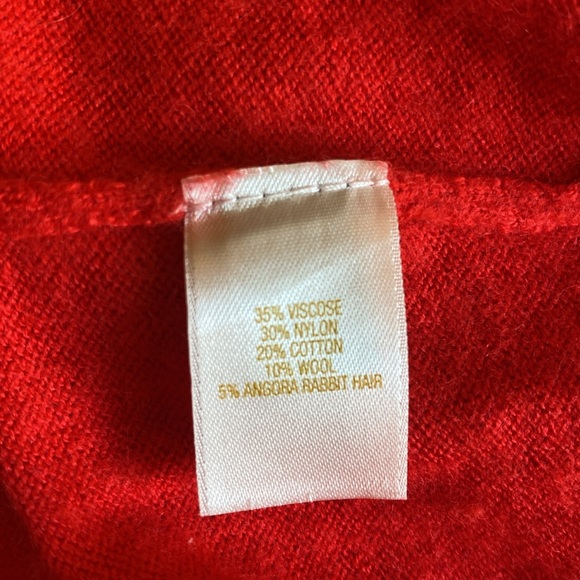 35% VISCOSE
30% NYLON
20% COTTON
10% WOOL
5% ANGORA RABBIT HAIR